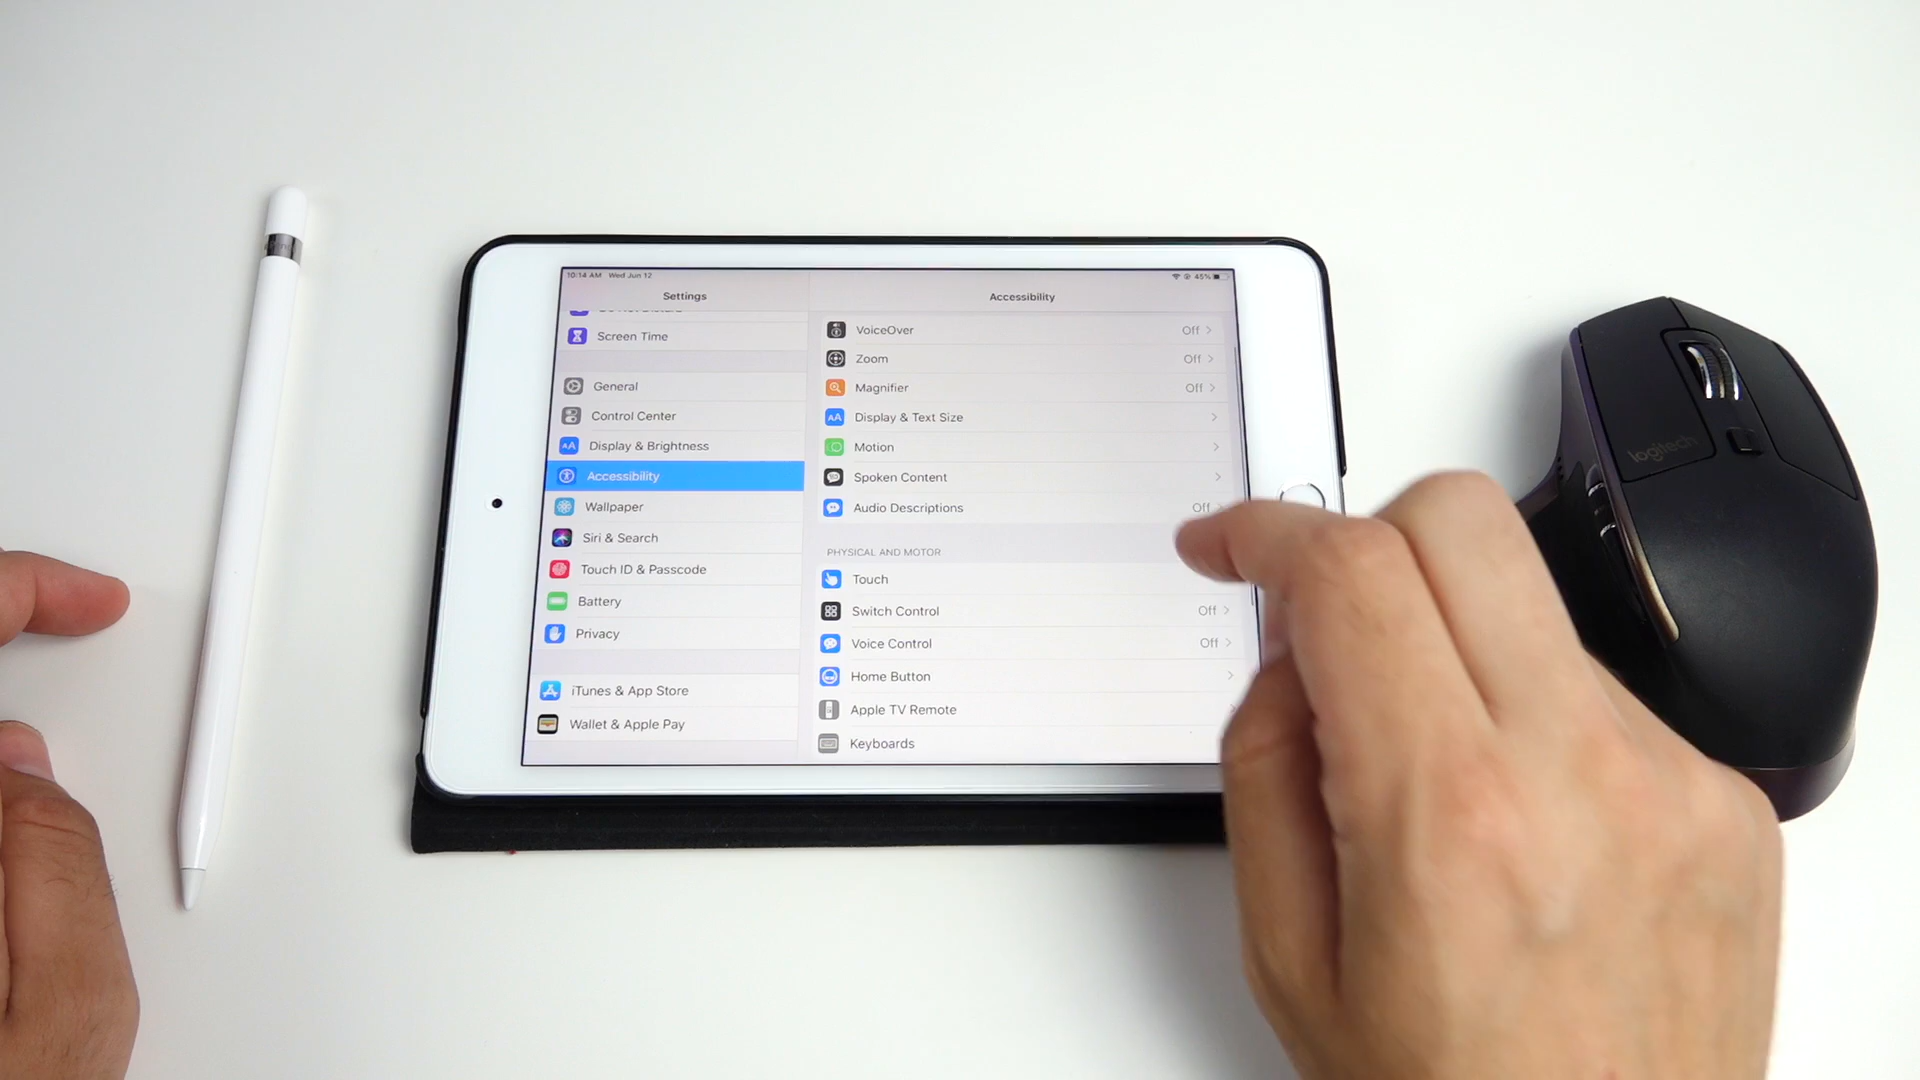 10:14 AM Wed Jun 12
45%
Settings
Accessibility
Screen Time
General
Control Center
Display & Brightness
Accessibility
Wallpaper
Siri & Search
Touch ID & Passcode
Battery
Privacy
iTunes & App Store
Wallet & Apple Pay
VoiceOver Off
Zoom Off
Magnifier Off
Display & Text Size
Motion
Spoken Content
Audio Descriptions Off
PHYSICAL AND MOTOR
Touch
Switch Control Off
Voice Control Off
Home Button
Apple TV Remote
Keyboards
logitech